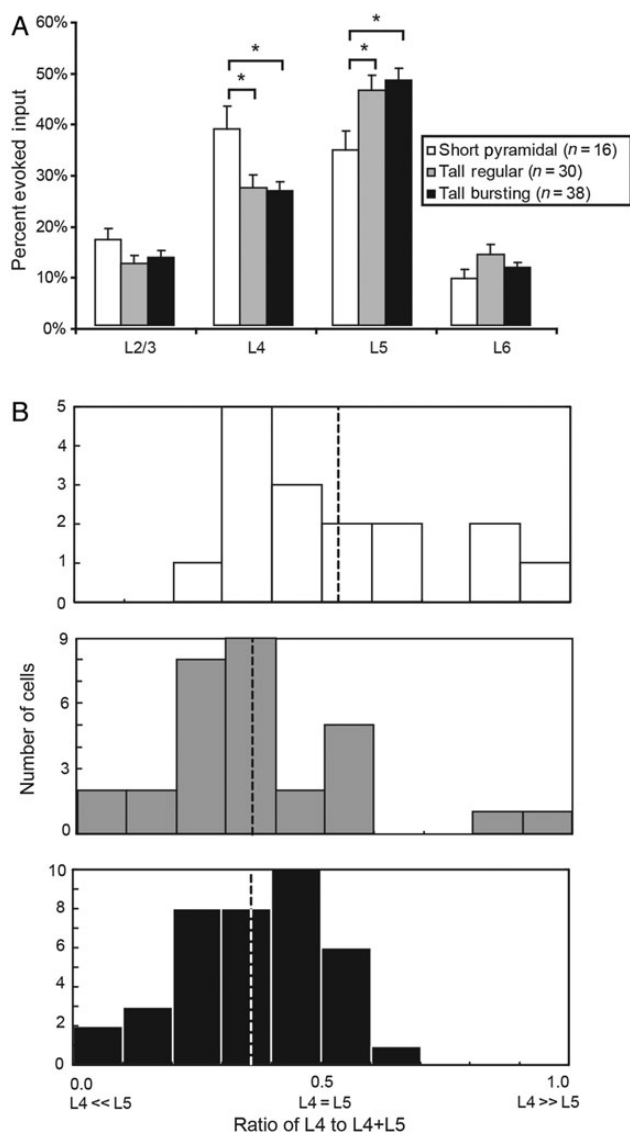 A
60%
50%
40%
30%
20%
10%
0%
Percent evoked input
* * * *
Short pyramidal (n = 16)
Tall regular (n = 30)
Tall bursting (n = 38)
L2/3 L4 L5 L6
B
5
4
3
2
1
0
9
6
3
0
Number of cells
10
8
6
4
2
0
0.0 0.5 1.0
L4 << L5 L4 = L5 L4 >> L5
Ratio of L4 to L4+L5